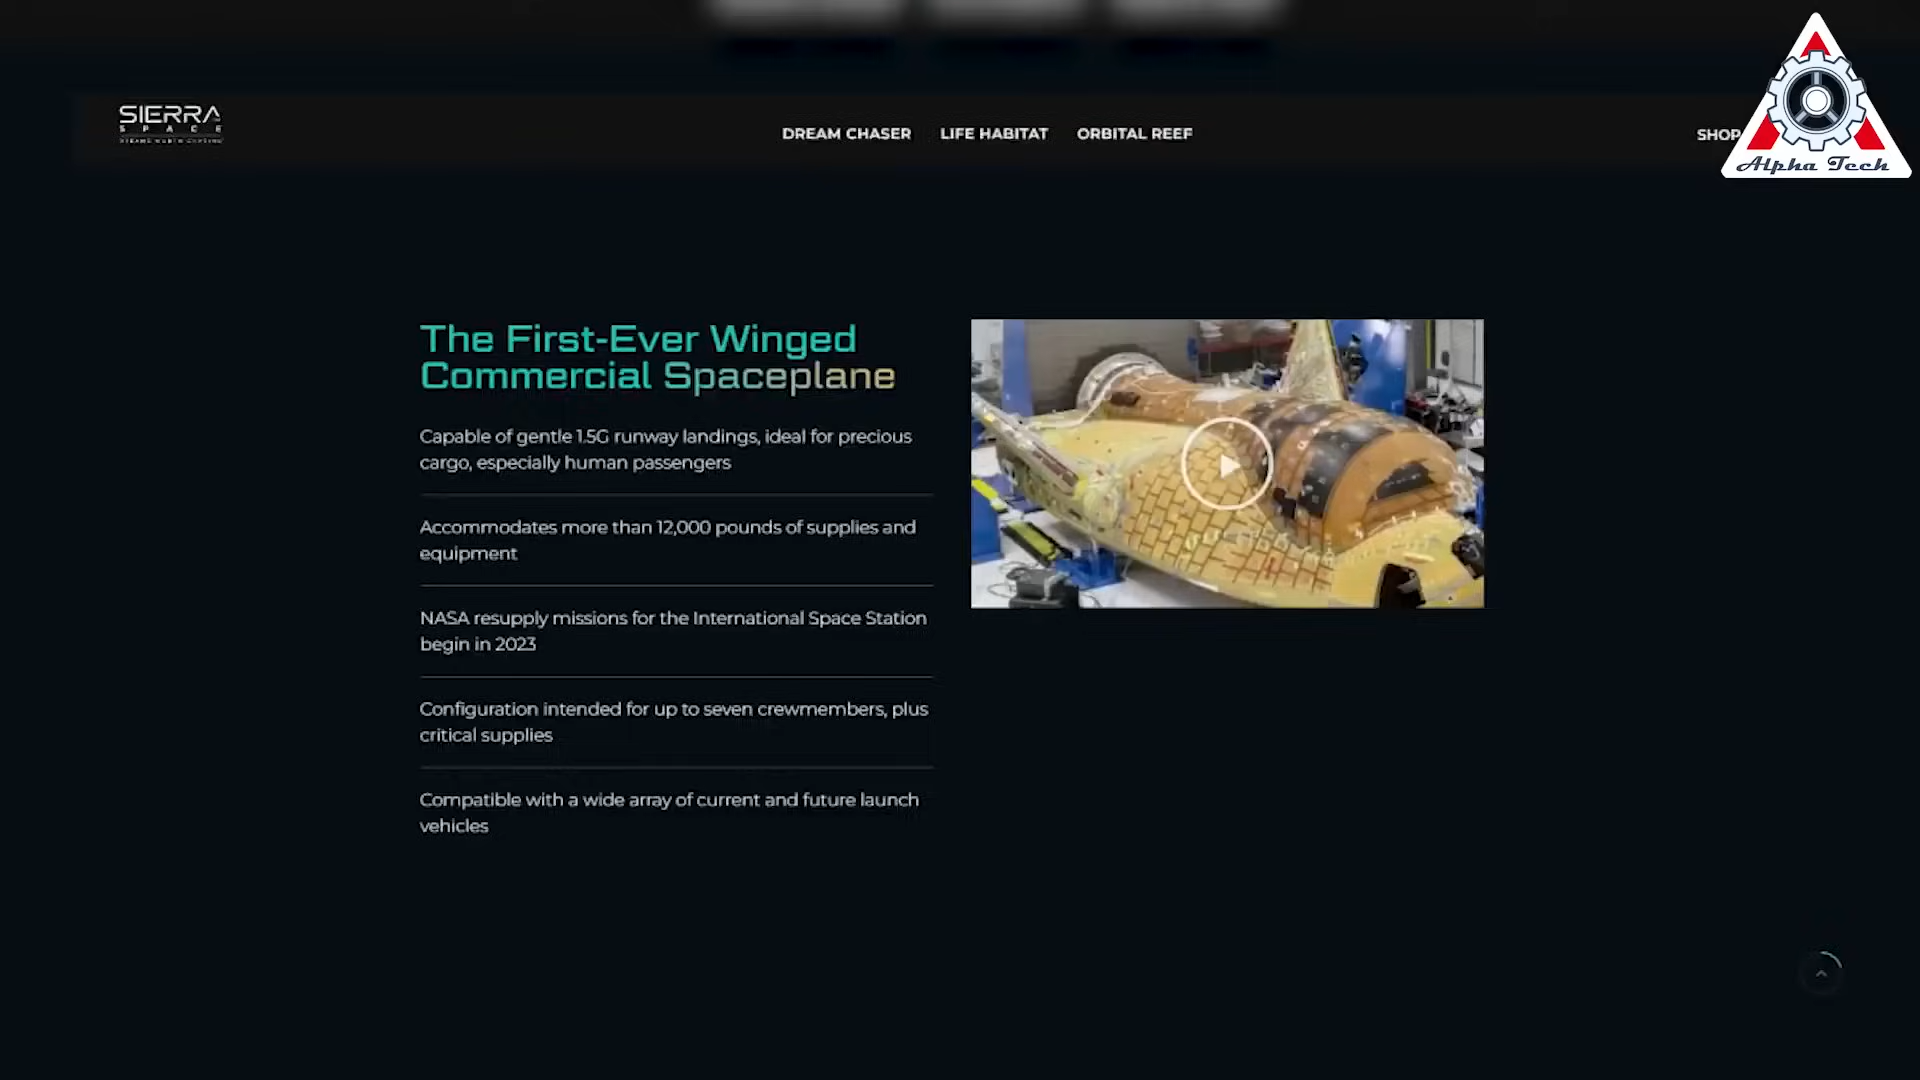 SIERRA
SPACE
DREAM CHASER
LIFE HABITAT
ORBITAL REEF
SHOP
Alpha Tech
The First-Ever Winged
Commercial Spaceplane
Capable of gentle 1.5G runway landings, ideal for precious
cargo, especially human passengers
Accommodates more than 12,000 pounds of supplies and
equipment
NASA resupply missions for the International Space Station
begin in 2023
Configuration intended for up to seven crewmembers, plus
critical supplies
Compatible with a wide array of current and future launch
vehicles